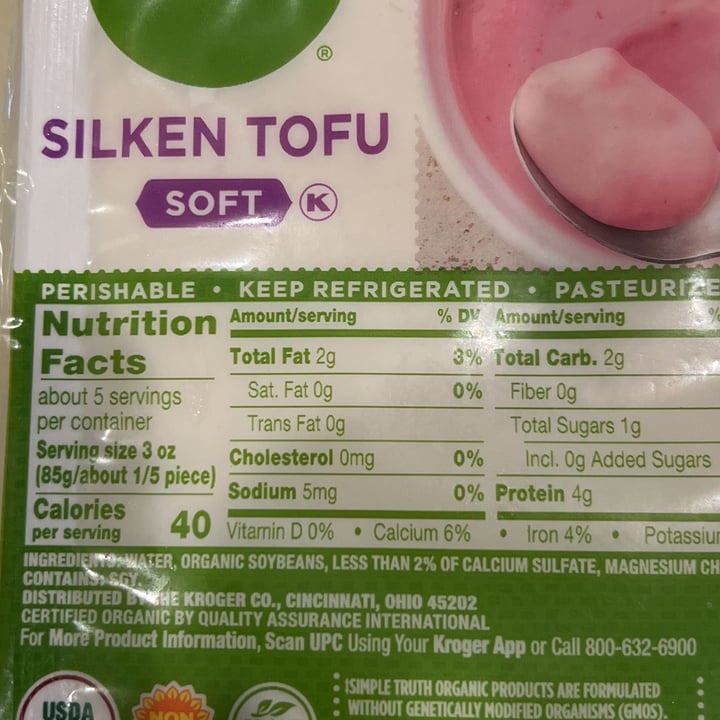 ®
SILKEN TOFU
SOFT K
PERISHABLE • KEEP REFRIGERATED •
Nutrition
Facts
about 5 servings
per container
Serving size 3 oz
(85g/about 1/5 piece)
Calories
per serving 40
Amount/serving % DV
Total Fat 2g 3%
Sat. Fat 0g 0%
Trans Fat 0g
Cholesterol 0mg 0%
Sodium 5mg 0%
Amount/serving %
Total Carb. 2g
Fiber 0g
Total Sugars 1g
Incl. 0g Added Sugars
Protein 4g
Vitamin D 0% • Calcium 6% • Iron 4% •
INGREDIENTS: WATER, ORGANIC SOYBEANS, LESS THAN 2% OF CALCIUM SULFATE, MAGNESIUM
CONTAINS: SOY.
DISTRIBUTED BY THE KROGER CO., CINCINNATI, OHIO 45202
CERTIFIED ORGANIC BY QUALITY ASSURANCE INTERNATIONAL
For More Product Information, Scan UPC Using Your Kroger App or Call 800-632-6900
USDA
NON
SIMPLE TRUTH ORGANIC PRODUCTS ARE FORMULATED
WITHOUT GENETICALLY MODIFIED ORGANISMS (GMOS).